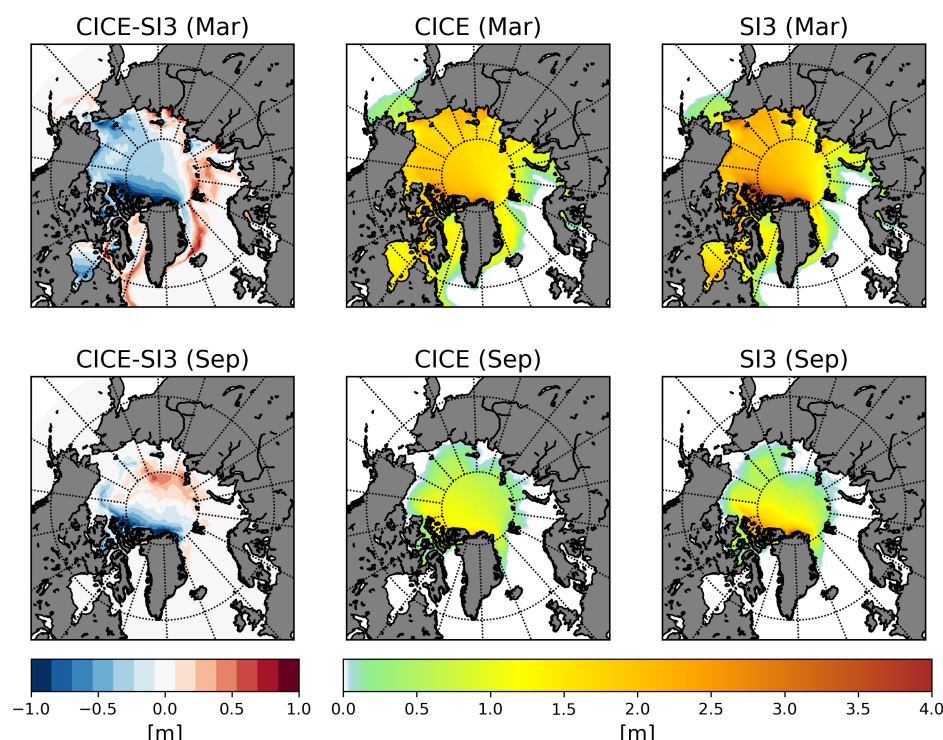 CICE-SI3 (Mar)
CICE (Mar)
SI3 (Mar)
CICE-SI3 (Sep)
CICE (Sep)
SI3 (Sep)
−1.0 −0.5 0.0 0.5 1.0
[m]
0.0 0.5 1.0 1.5 2.0 2.5 3.0 3.5 4.0
[m]